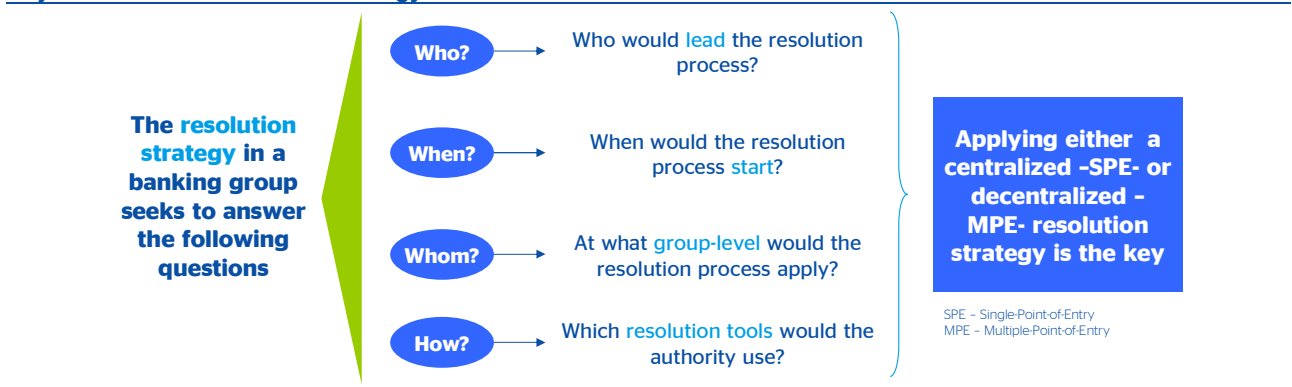 The resolution
strategy in a
banking group
seeks to answer
the following
questions
Who?
Who would lead the resolution
process?
When?
When would the resolution
process start?
Whom?
At what group-level would the
resolution process apply?
How?
Which resolution tools would the
authority use?
Applying either a
centralized –SPE- or
decentralized –
MPE- resolution
strategy is the key
SPE – Single-Point-of-Entry
MPE – Multiple-Point-of-Entry